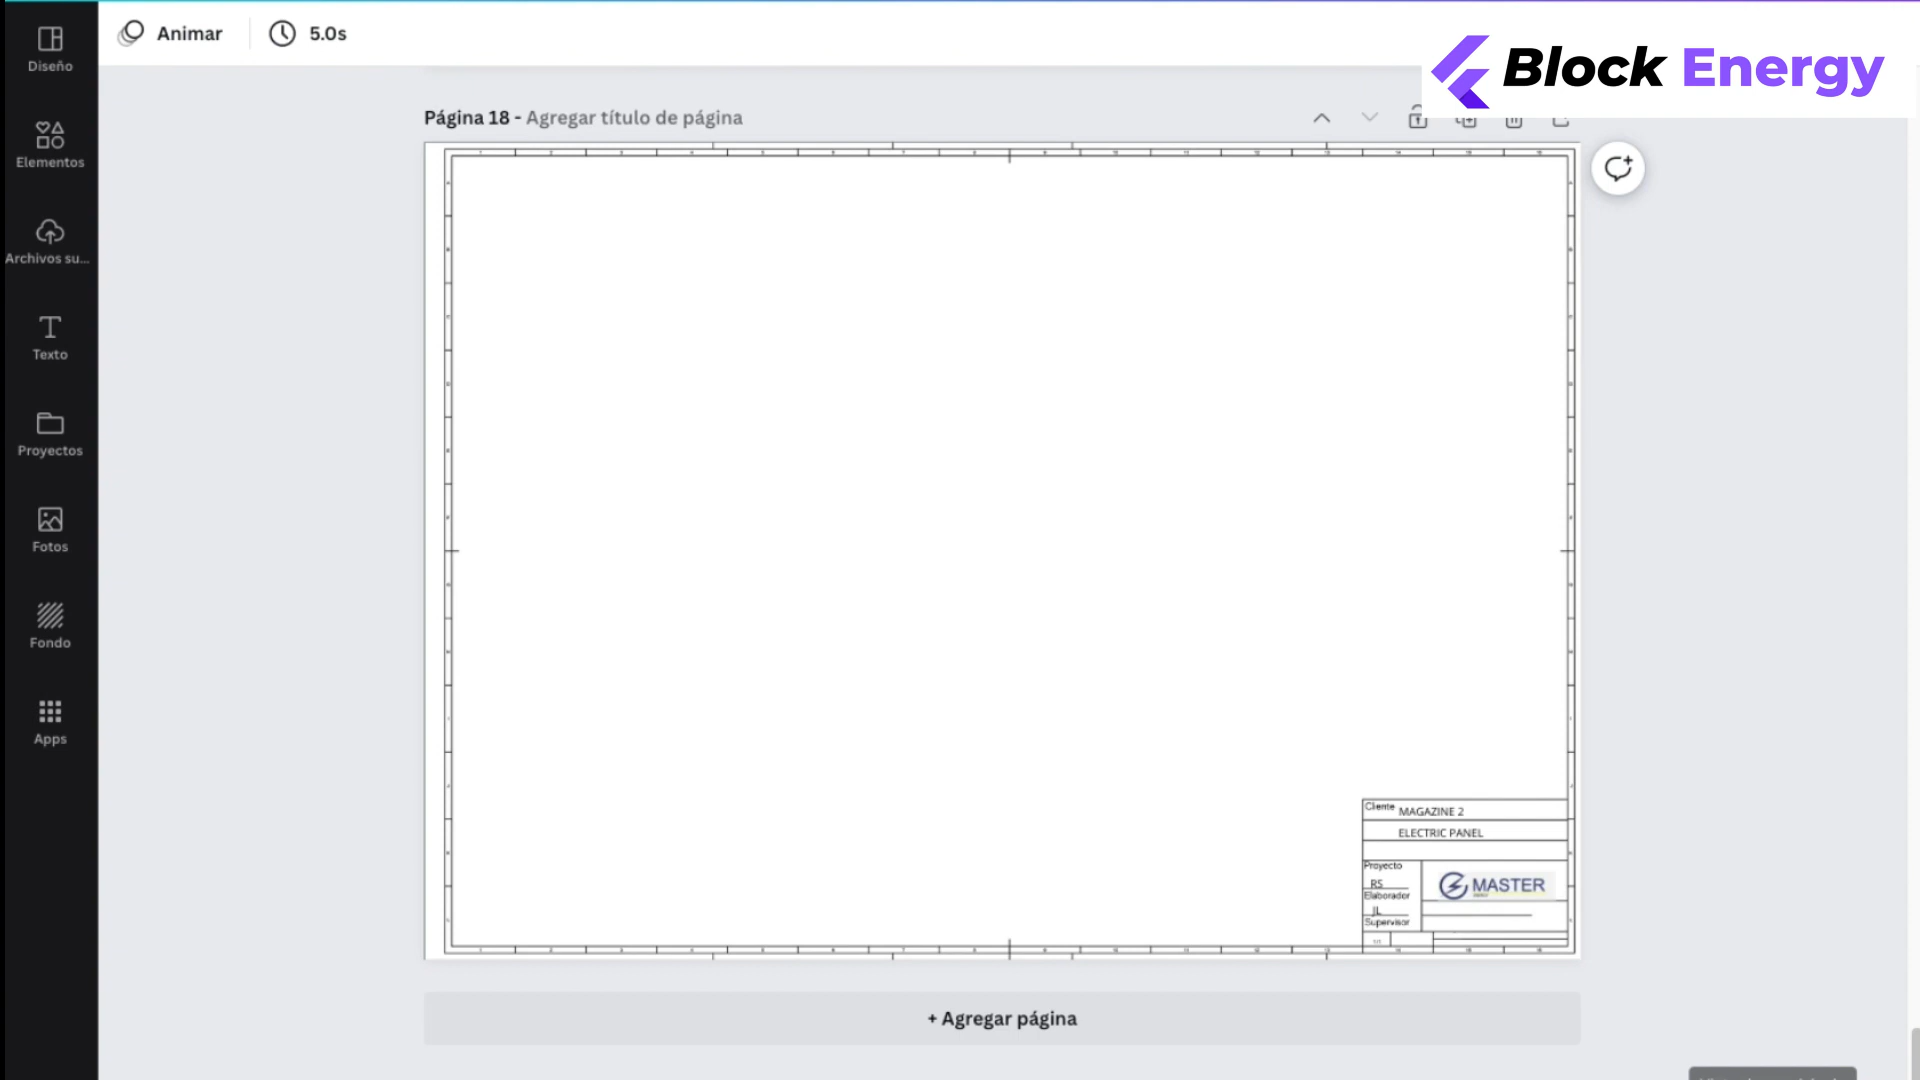 Diseño
Elementos
Archivos su...
Texto
Proyectos
Fotos
Fondo
Apps
Animar
5.0s
Block Energy
Página 18 - Agregar título de página
Cliente MAGAZINE 2
ELECTRIC PANEL
Proyecto
RS
Elaborador
JL
Supervisor
MASTER
+ Agregar página